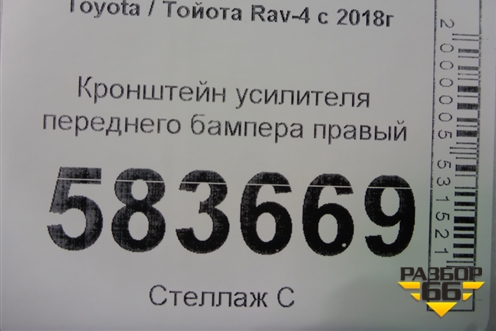 Toyota / Тойота Rav-4 с 2018г
Кронштейн усилителя
переднего бампера правый
583669
Стеллаж С
2000005531521
РАЗБОР
66